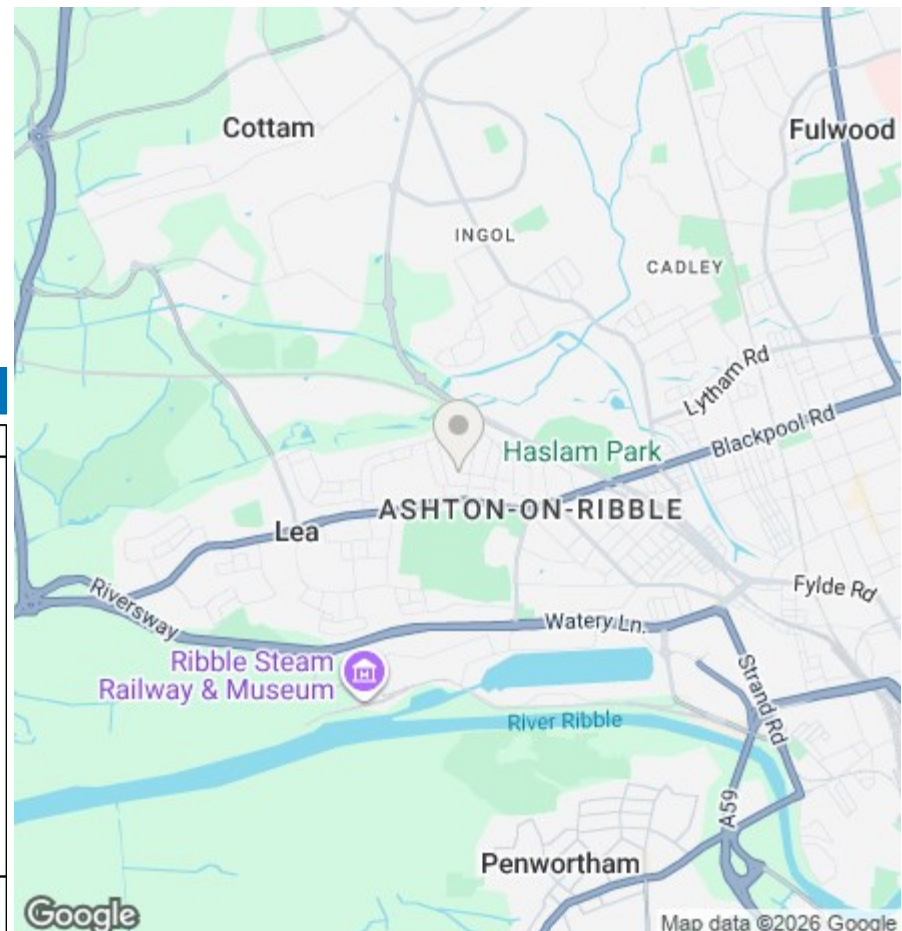 Cottam
Fulwood
INGOL
CADLEY
Lytham Rd
Blackpool Rd
Haslam Park
ASHTON-ON-RIBBLE
Lea
Riversway
Fylde Rd
Watery Ln.
Ribble Steam
Railway & Museum
Strand Rd
River Ribble
A59
Penwortham
Google
Map data ©2026 Google